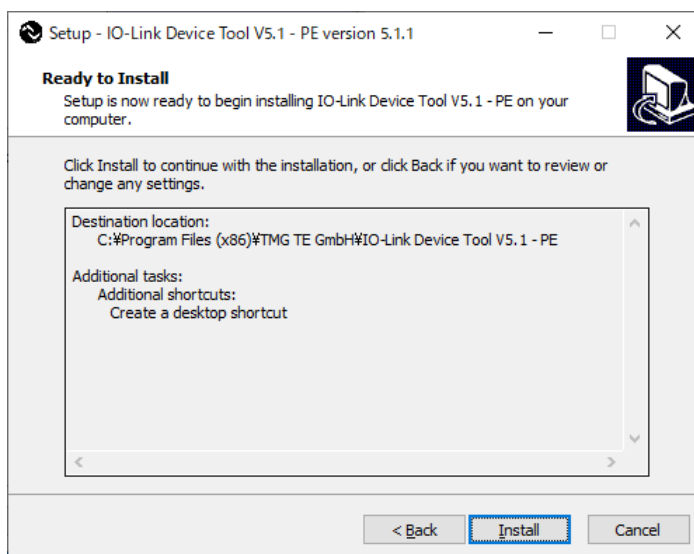 Setup - IO-Link Device Tool V5.1 - PE version 5.1.1
Ready to Install
Setup is now ready to begin installing IO-Link Device Tool V5.1 - PE on your
computer.
Click Install to continue with the installation, or click Back if you want to review or
change any settings.
Destination location:
C:¥Program Files (x86)¥TMG TE GmbH¥IO-Link Device Tool V5.1 - PE
Additional tasks:
Additional shortcuts:
Create a desktop shortcut
< Back
Install
Cancel